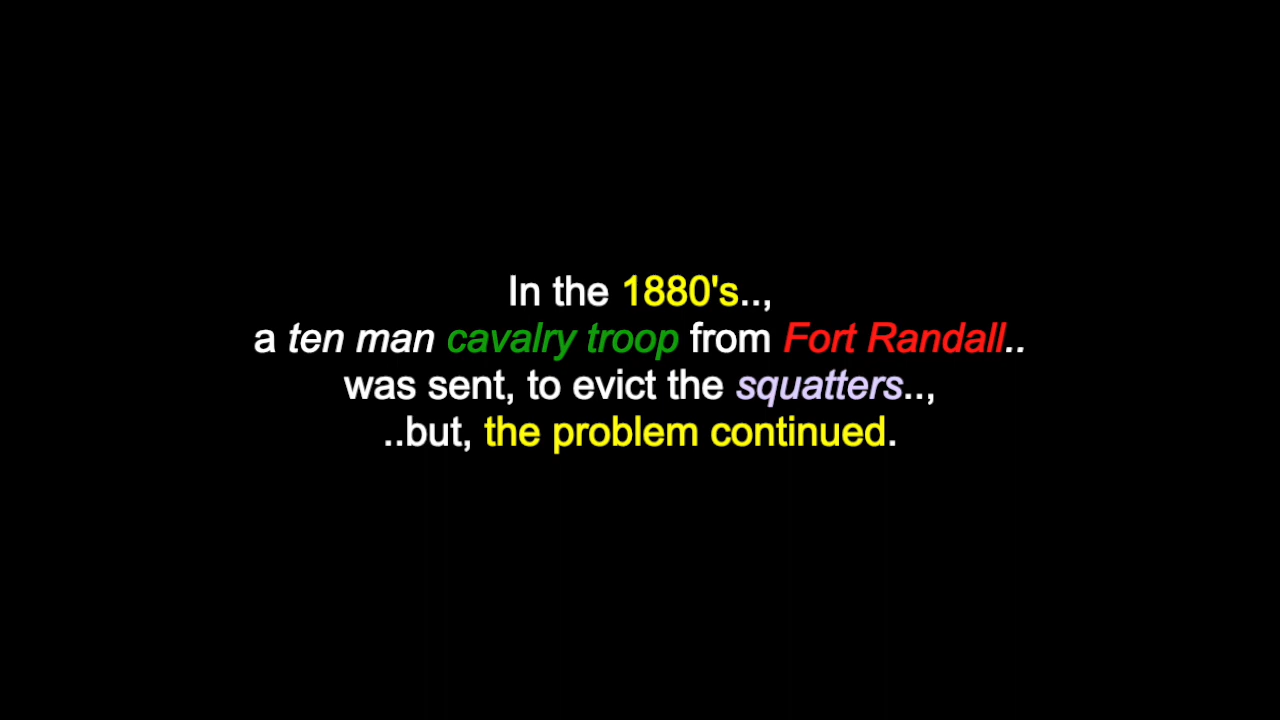 In the 1880's..,
a ten man cavalry troop from Fort Randall..
was sent, to evict the squatters..,
..but, the problem continued.